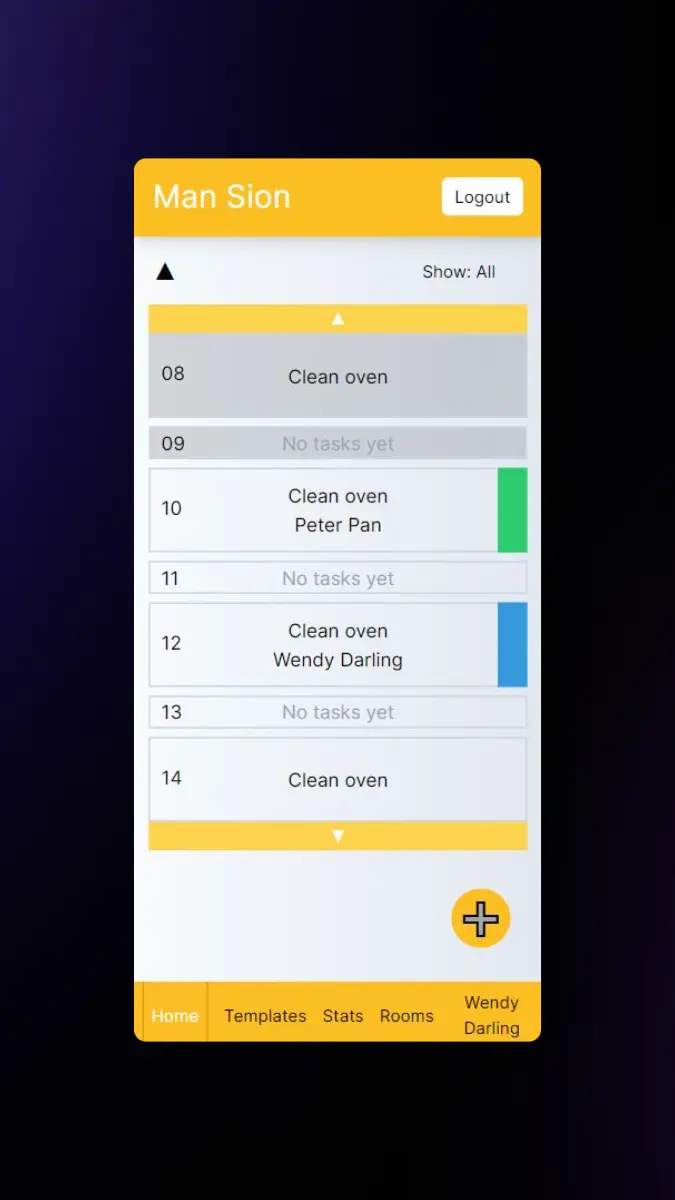 Man Sion
Logout
▲
Show: All
▲
08
Clean oven
09
No tasks yet
10
Clean oven
Peter Pan
11
No tasks yet
12
Clean oven
Wendy Darling
13
No tasks yet
14
Clean oven
▼
Home
Templates
Stats
Rooms
Wendy
Darling